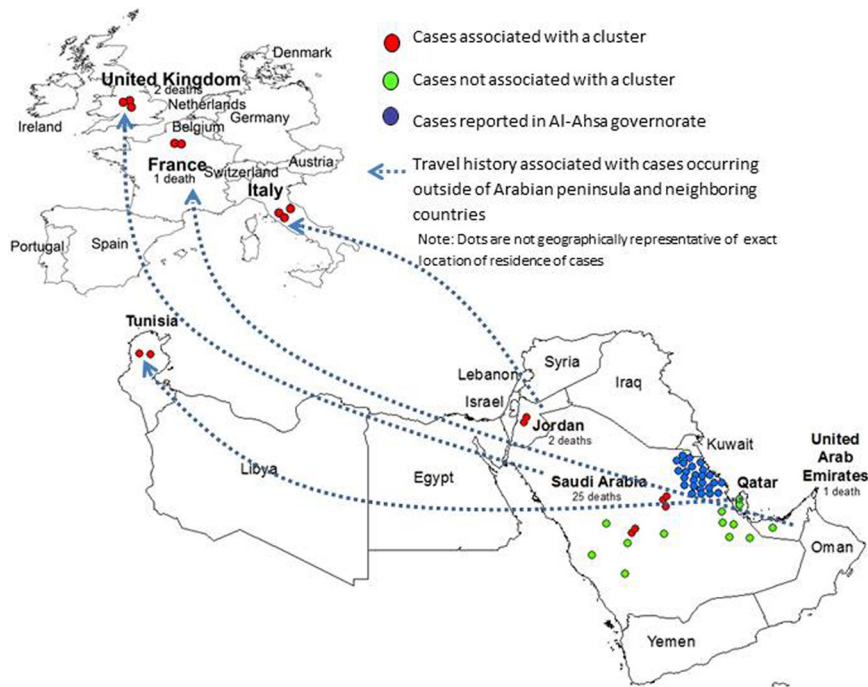 Denmark
United Kingdom
2 deaths
Netherlands
Ireland
Germany
Belgium
France
Switzerland
Austria
1 death
Italy
Portugal
Spain
Cases associated with a cluster
Cases not associated with a cluster
Cases reported in Al-Ahsa governorate
Travel history associated with cases occurring
outside of Arabian peninsula and neighboring
countries
Note: Dots are not geographically representative of exact
location of residence of cases
Tunisia
Syria
Lebanon
Iraq
Israel
Jordan
2 deaths
Kuwait
Libya
Egypt
Saudi Arabia
25 deaths
Qatar
United
Arab
Emirates
1 death
Oman
Yemen